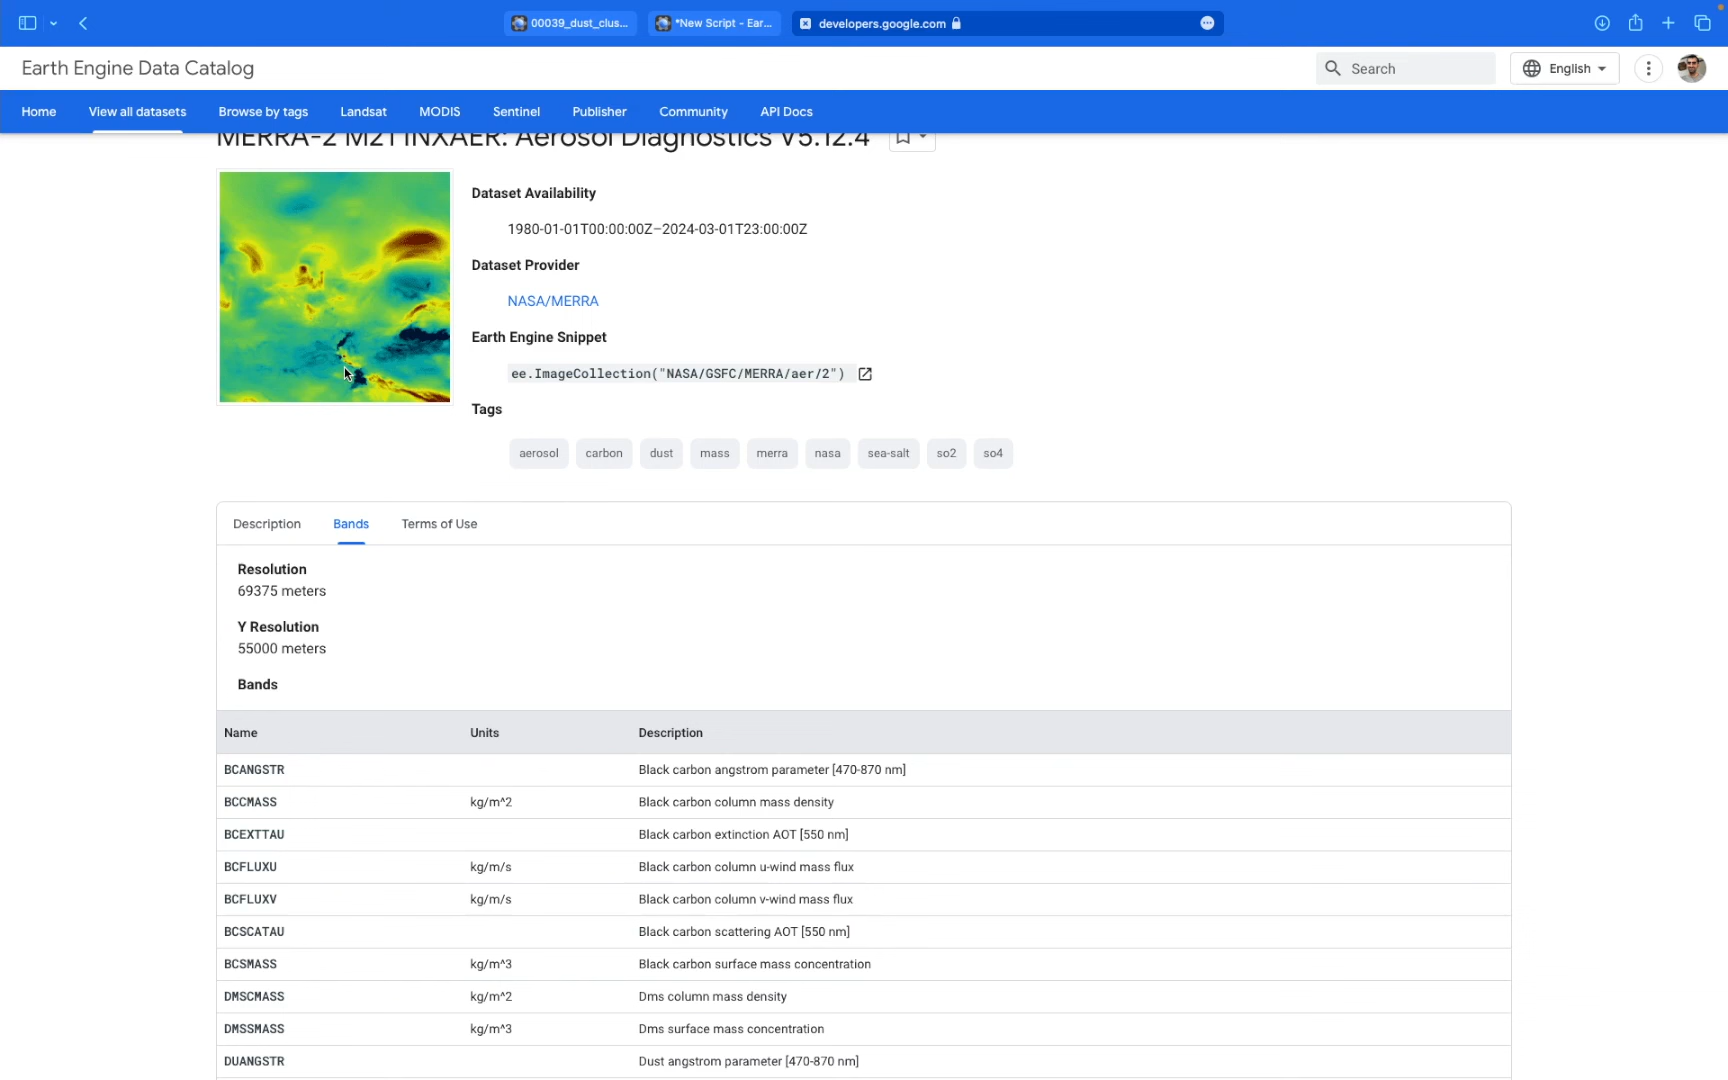 00039_dust_clus...
*New Script - Ear...
developers.google.com
Earth Engine Data Catalog
Search
English
Home
View all datasets
Browse by tags
Landsat
MODIS
Sentinel
Publisher
Community
API Docs
MERRA-2 M2T1NXAER: Aerosol Diagnostics V5.12.4
Dataset Availability
1980-01-01T00:00:00Z–2024-03-01T23:00:00Z
Dataset Provider
NASA/MERRA
Earth Engine Snippet
ee.ImageCollection("NASA/GSFC/MERRA/aer/2")
Tags
aerosol carbon dust mass merra nasa sea-salt so2 so4
Description Bands Terms of Use
Resolution
69375 meters
Y Resolution
55000 meters
Bands
Name Units Description
BCANGSTR Black carbon angstrom parameter [470-870 nm]
BCCMASS kg/m^2 Black carbon column mass density
BCEXTTAU Black carbon extinction AOT [550 nm]
BCFLUXU kg/m/s Black carbon column u-wind mass flux
BCFLUXV kg/m/s Black carbon column v-wind mass flux
BCSCATAU Black carbon scattering AOT [550 nm]
BCSMASS kg/m^3 Black carbon surface mass concentration
DMSCMASS kg/m^2 Dms column mass density
DMSSMASS kg/m^3 Dms surface mass concentration
DUANGSTR Dust angstrom parameter [470-870 nm]